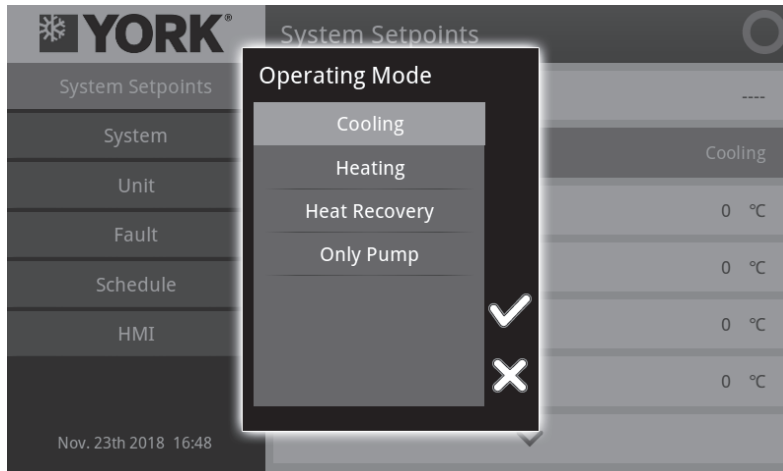 YORK®
System Setpoints
System Setpoints
System
Unit
Fault
Schedule
HMI
Nov. 23th 2018 16:48
Operating Mode
Cooling
Heating
Heat Recovery
Only Pump
----
Cooling
0 ℃
0 ℃
0 ℃
0 ℃